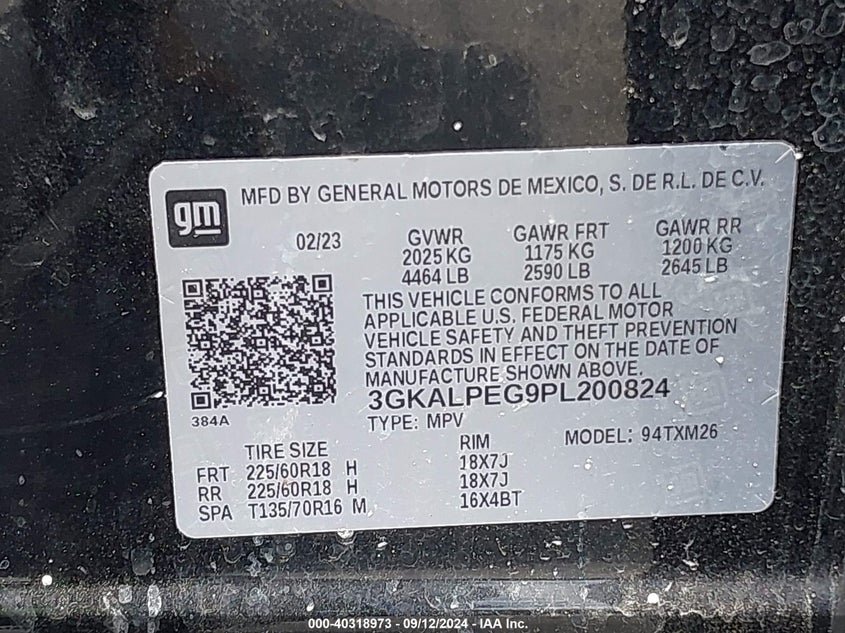 gm
MFD BY GENERAL MOTORS DE MEXICO, S. DE R.L. DE C.V.
02/23 GVWR GAWR FRT GAWR RR
2025 KG 1175 KG 1200 KG
4464 LB 2590 LB 2645 LB
THIS VEHICLE CONFORMS TO ALL
APPLICABLE U.S. FEDERAL MOTOR
VEHICLE SAFETY AND THEFT PREVENTION
STANDARDS IN EFFECT ON THE DATE OF
MANUFACTURE SHOWN ABOVE.
3GKALPEG9PL200824
384A
TYPE: MPV MODEL: 94TXM26
TIRE SIZE RIM
FRT 225/60R18 H 18X7J
RR 225/60R18 H 18X7J
SPA T135/70R16 M 16X4BT
000-40318973 - 09/12/2024 - IAA Inc.